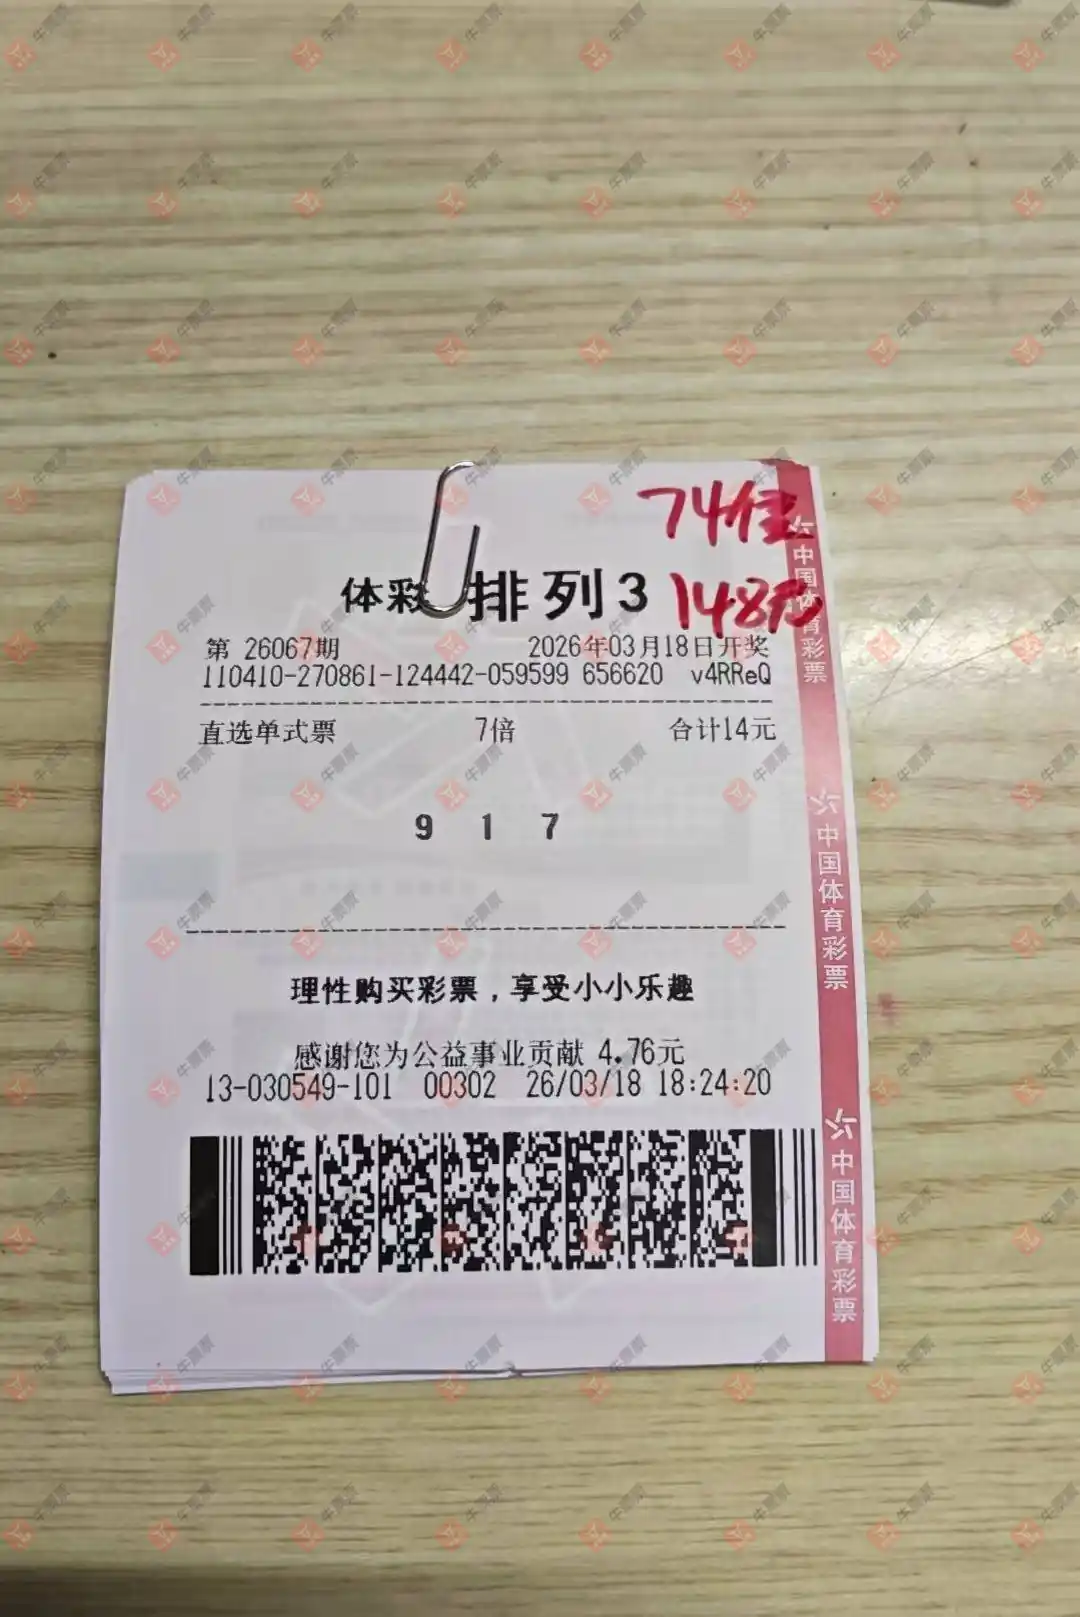 74倍
148元
体彩 排列3
第 26067期 2026年03月18日开奖
110410-270861-124442-059599 656620 v4RReQ
直选单式票 7倍 合计14元
9 1 7
理性购买彩票，享受小小乐趣
感谢您为公益事业贡献 4.76元
13-030549-101 00302 26/03/18 18:24:20
中国体育彩票
中国体育彩票
中国体育彩票
牛票票